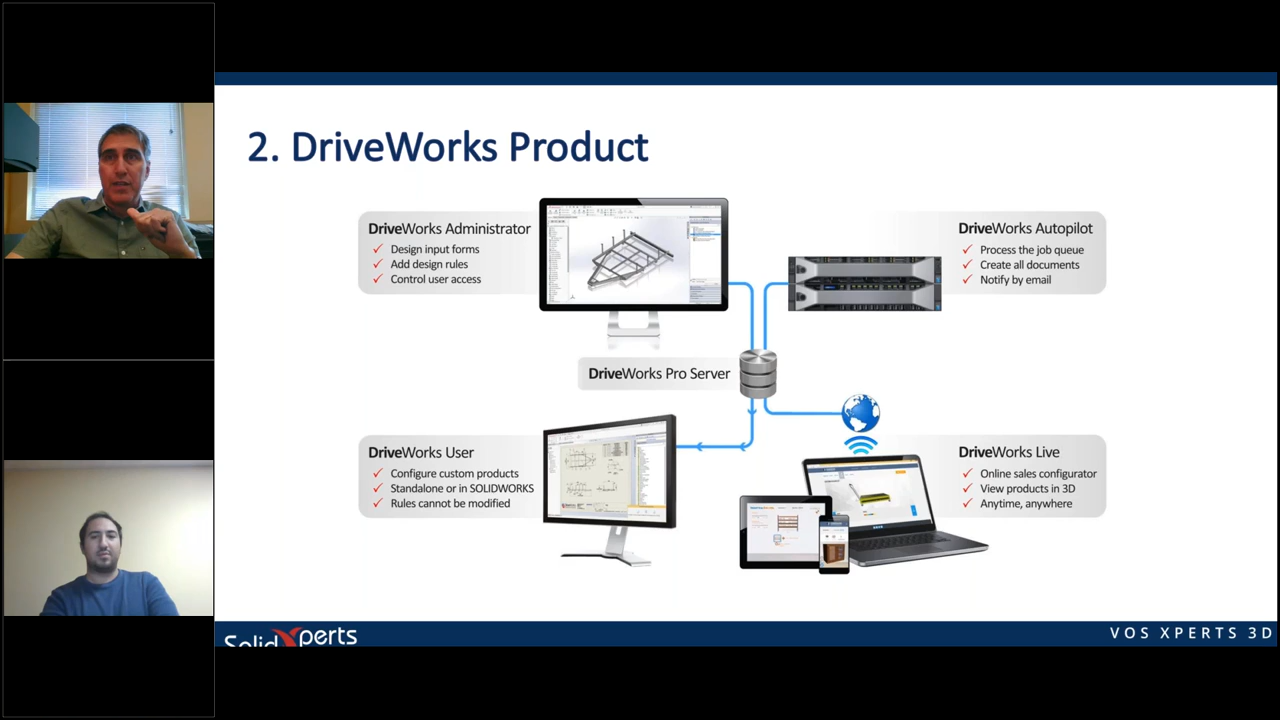 2. DriveWorks Product
DriveWorks Administrator
Design input forms
Add design rules
Control user access
DriveWorks Autopilot
Process the job queue
Create all documents
Notify by email
DriveWorks Pro Server
DriveWorks User
Configure custom products
Standalone or in SOLIDWORKS
Rules cannot be modified
DriveWorks Live
Online sales configurator
View products in 3D
Anytime, anywhere
SolidXperts
VOS XPERTS 3D